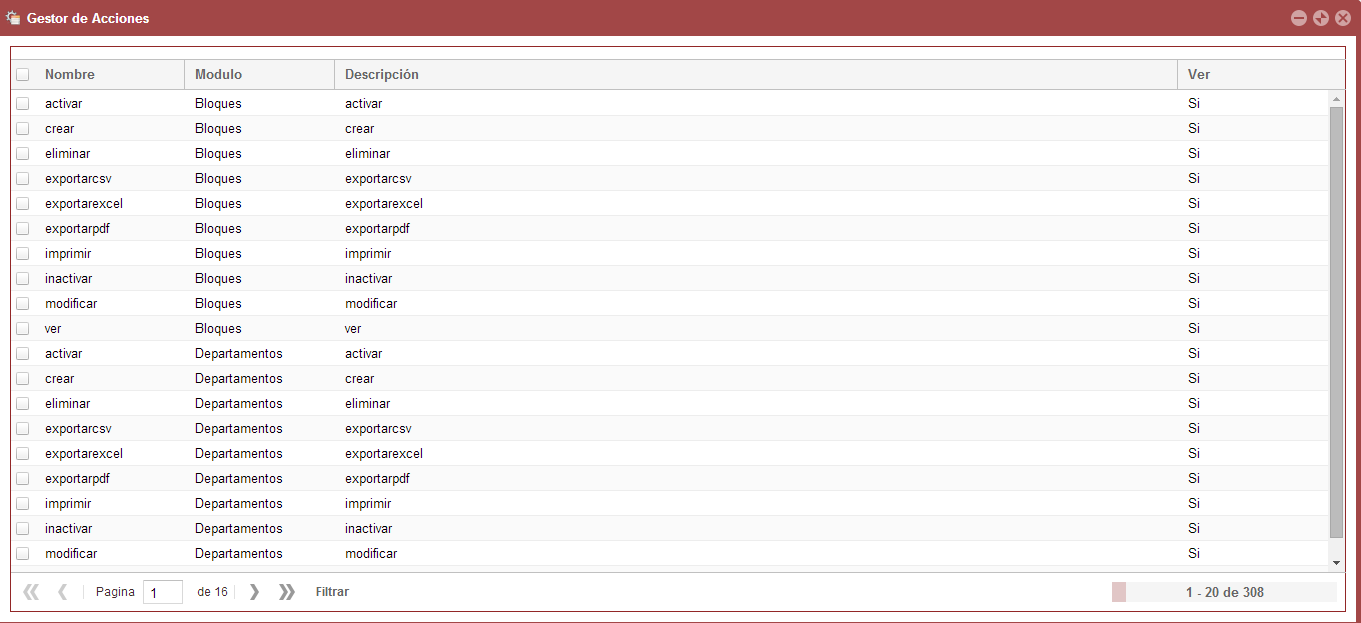 Gestor de Acciones
Nombre Modulo Descripción Ver
activar Bloques activar Si
crear Bloques crear Si
eliminar Bloques eliminar Si
exportarcsv Bloques exportarcsv Si
exportarexcel Bloques exportarexcel Si
exportarpdf Bloques exportarpdf Si
imprimir Bloques imprimir Si
inactivar Bloques inactivar Si
modificar Bloques modificar Si
ver Bloques ver Si
activar Departamentos activar Si
crear Departamentos crear Si
eliminar Departamentos eliminar Si
exportarcsv Departamentos exportarcsv Si
exportarexcel Departamentos exportarexcel Si
exportarpdf Departamentos exportarpdf Si
imprimir Departamentos imprimir Si
inactivar Departamentos inactivar Si
modificar Departamentos modificar Si
Pagina 1 de 16 Filtrar 1 - 20 de 308